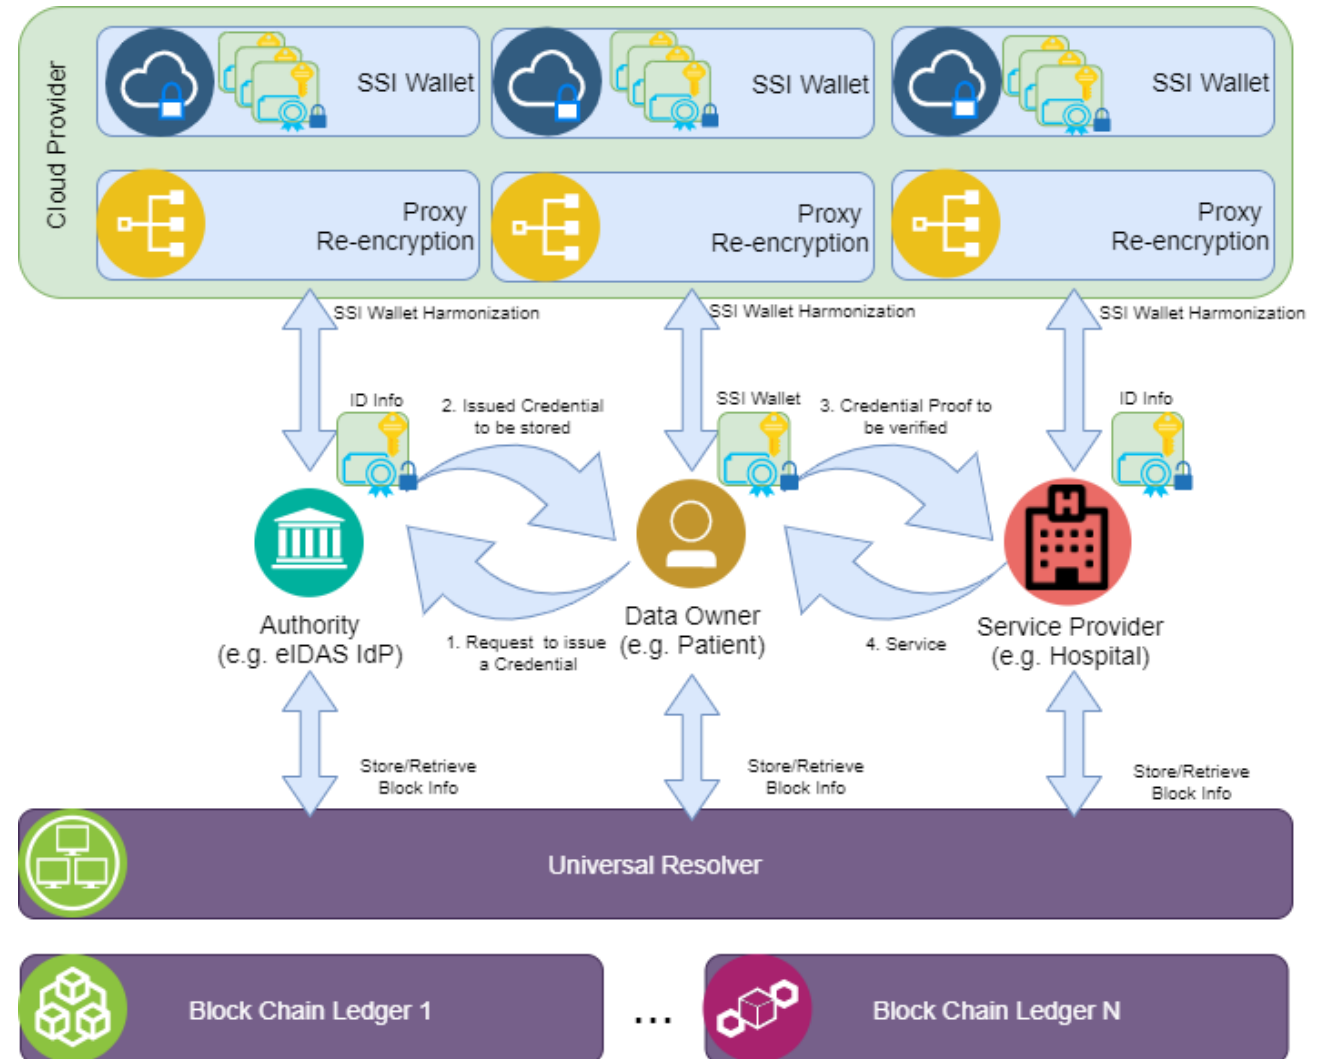 Cloud Provider
SSI Wallet
SSI Wallet
SSI Wallet
Proxy
Re-encryption
Proxy
Re-encryption
Proxy
Re-encryption
SSI Wallet Harmonization
SSI Wallet Harmonization
SSI Wallet Harmonization
ID Info
2. Issued Credential
to be stored
SSI Wallet
3. Credential Proof to
be verified
ID Info
H
Authority
(e.g. eIDAS IdP)
1. Request to issue
a Credential
Data Owner
(e.g. Patient)
4. Service
Service Provider
(e.g. Hospital)
Store/Retrieve
Block Info
Store/Retrieve
Block Info
Store/Retrieve
Block Info
Universal Resolver
Block Chain Ledger 1
...
Block Chain Ledger N